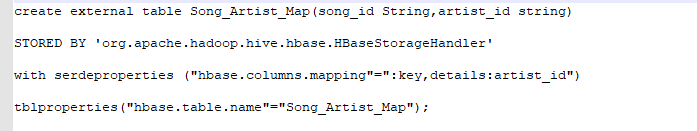 create external table Song_Artist_Map(song_id String,artist_id string)
STORED BY 'org.apache.hadoop.hive.hbase.HBaseStorageHandler'
with serdeproperties ("hbase.columns.mapping"=":key,details:artist_id")
tblproperties("hbase.table.name"="Song_Artist_Map");